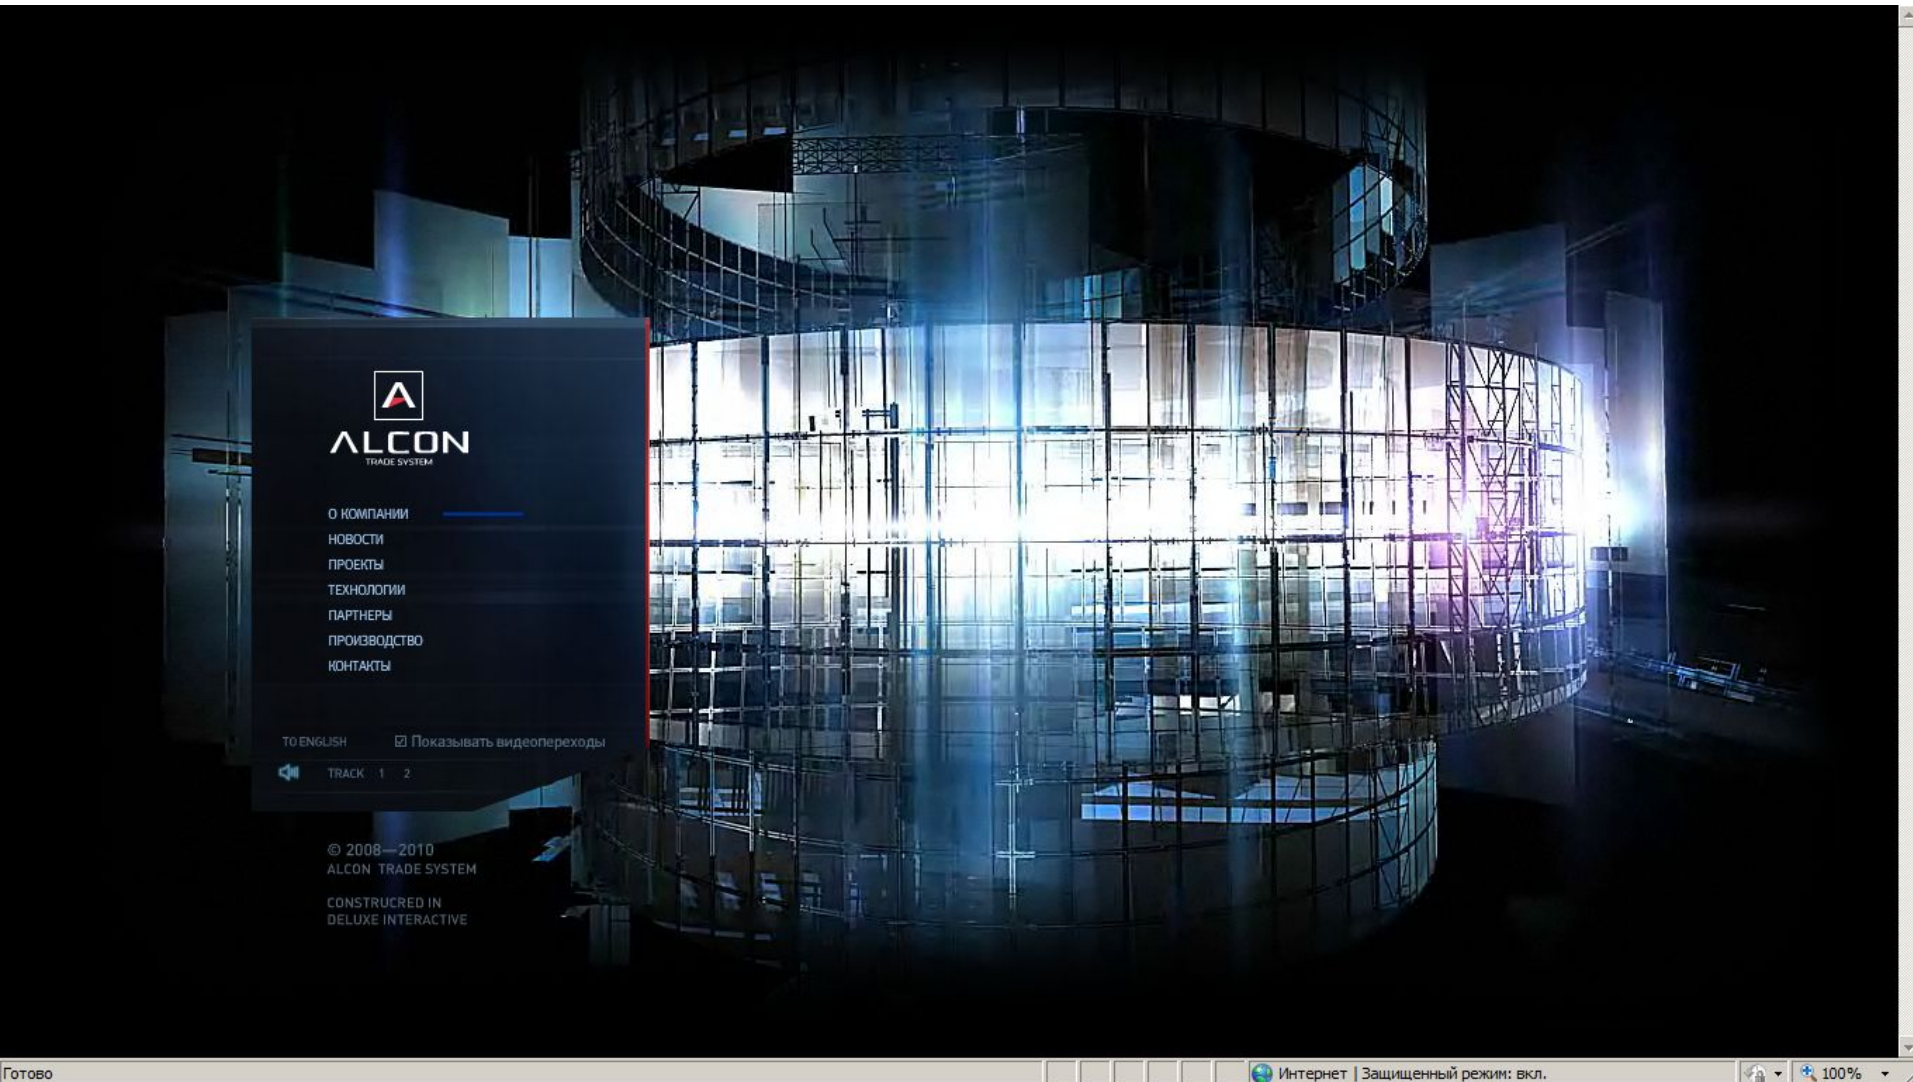 A
ALCON
TRADE SYSTEM
О КОМПАНИИ
НОВОСТИ
ПРОЕКТЫ
ТЕХНОЛОГИИ
ПАРТНЕРЫ
ПРОИЗВОДСТВО
КОНТАКТЫ
TO ENGLISH Показывать видеопереходы
TRACK 1 2
© 2008—2010
ALCON TRADE SYSTEM
CONSTRUCRED IN
DELUXE INTERACTIVE
Готово Интернет | Защищенный режим: вкл. 100%